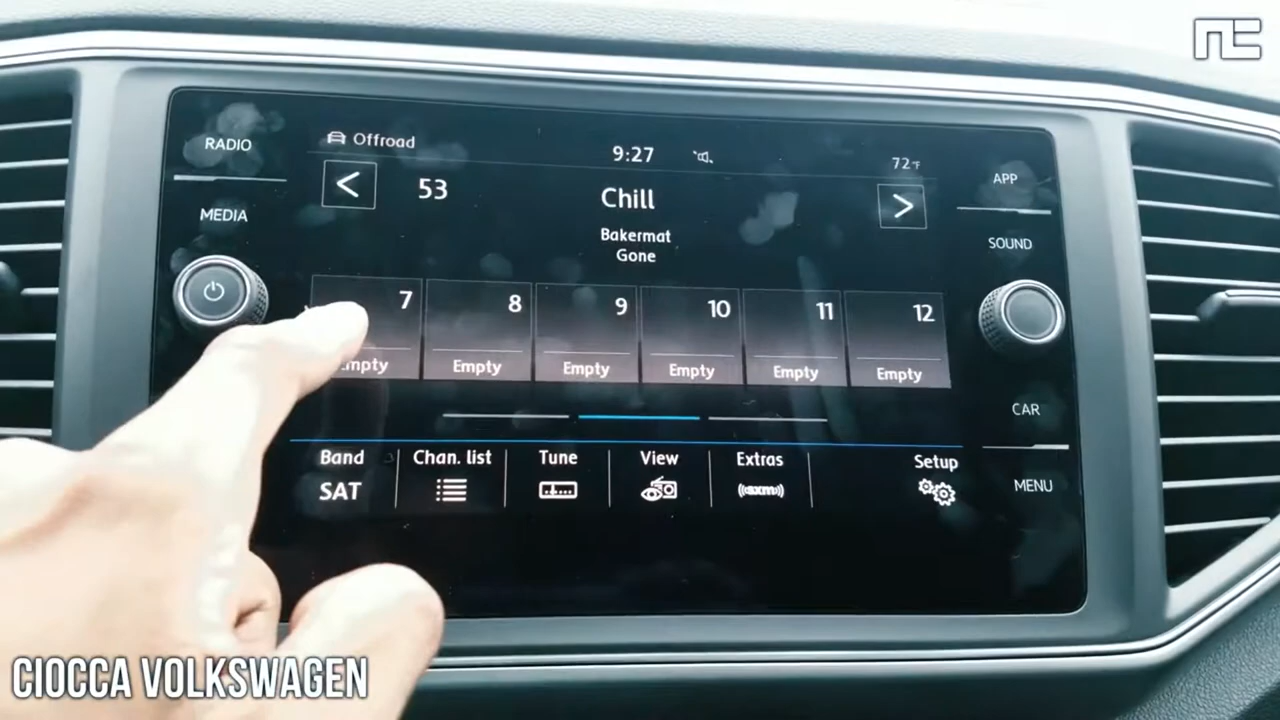 RADIO
MEDIA
Offroad
9:27
72°F
53
Chill
Bakermat
Gone
7
8
9
10
11
12
Empty
Empty
Empty
Empty
Empty
Band
SAT
Chan. list
Tune
View
Extras
((SXM))
Setup
APP
SOUND
CAR
MENU
CIOCCA VOLKSWAGEN